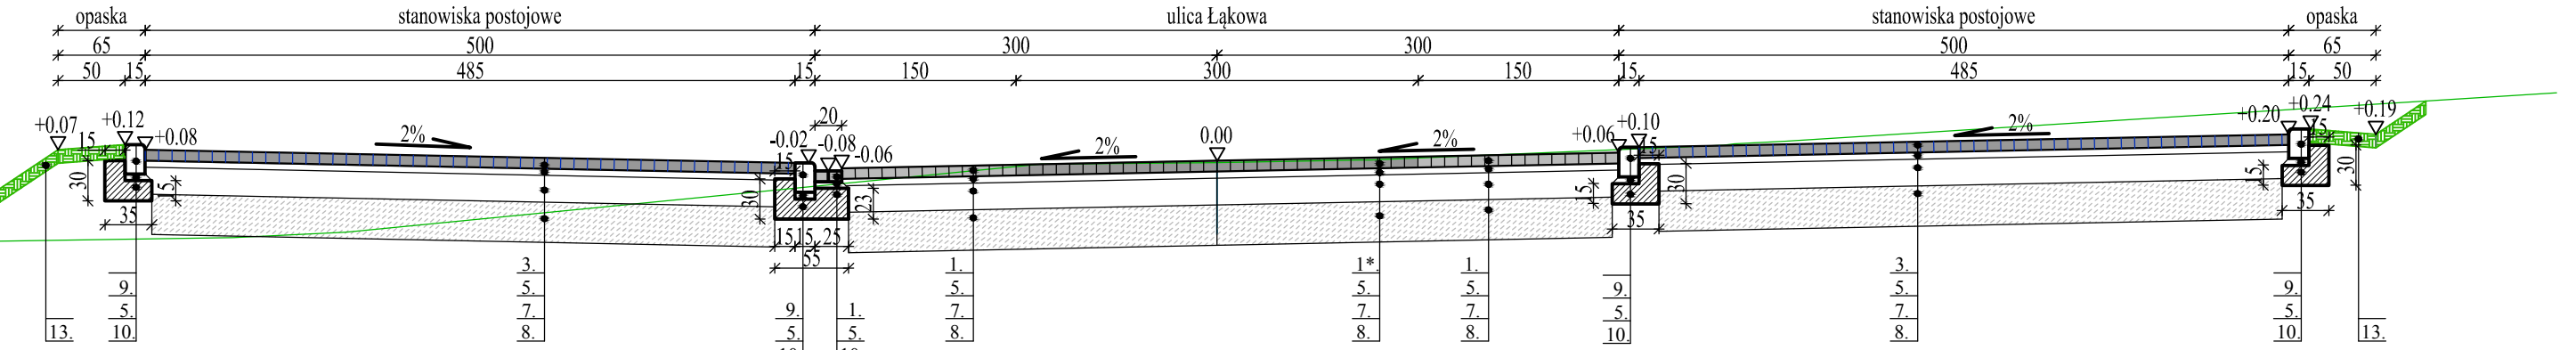 opaska stanowiska postojowe ulica Łąkowa stanowiska postojowe opaska
65 500 300 300 500 65
50 15 485 15 150 300 150 15 485 15 50
20
+0.07 15 +0.12 +0.08 2% -0.02 -0.08 -0.06 2% 0.00 2% +0.06 +0.10 2% +0.20 +0.24 +0.19
15 15 15
30 15 30 23 15 30 15 30
35 15 15 25 35 35
55
3. 1. 1*. 1. 3.
9. 5. 5. 5. 5. 9. 5. 9.
5. 7. 9. 1. 7. 7. 7. 5. 7. 5.
13. 10. 8. 5. 5. 8. 8. 8. 10. 8. 10. 13.